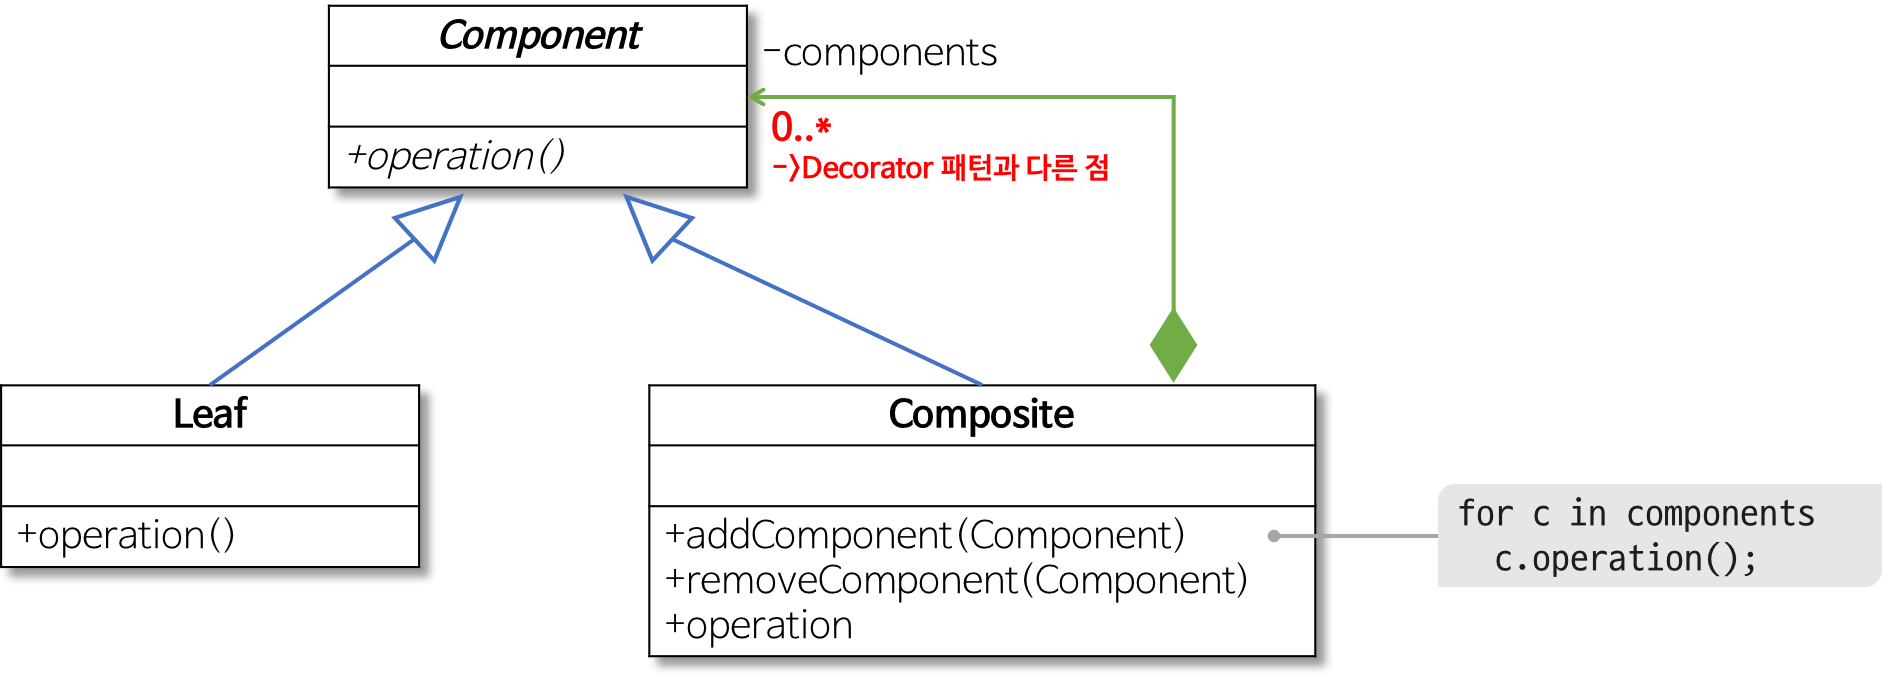 Component
-components
+operation()
0..*
->Decorator 패턴과 다른 점
Leaf
+operation()
Composite
+addComponent(Component)
+removeComponent(Component)
+operation
for c in components
  c.operation();